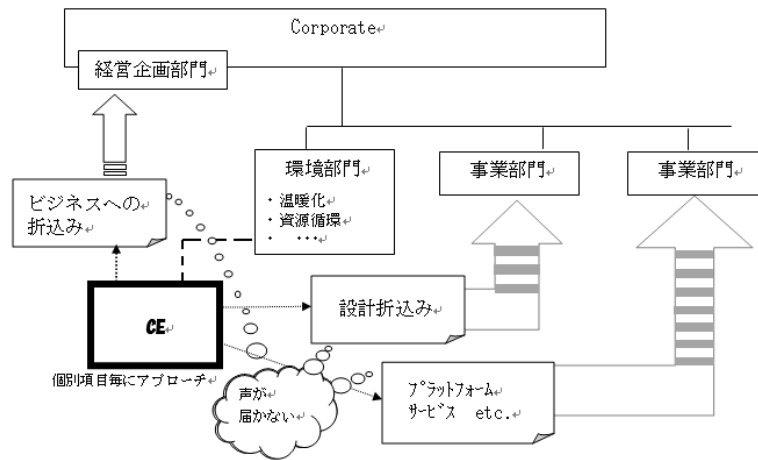 Corporate
経営企画部門
環境部門
・温暖化
・資源循環
・ …
事業部門
事業部門
ビジネスへの
折込み
CE
個別項目毎にアプローチ
設計折込み
声が
届かない
ﾌﾟﾗｯﾄﾌｫｰﾑ
ｻｰﾋﾞｽ etc.